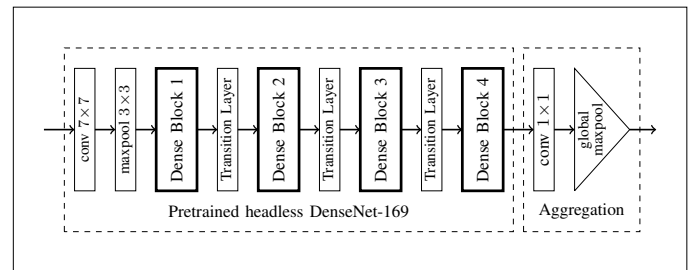 conv 7×7
maxpool 3×3
Dense Block 1
Transition Layer
Dense Block 2
Transition Layer
Dense Block 3
Transition Layer
Dense Block 4
conv 1×1
global
maxpool
Pretrained headless DenseNet-169
Aggregation